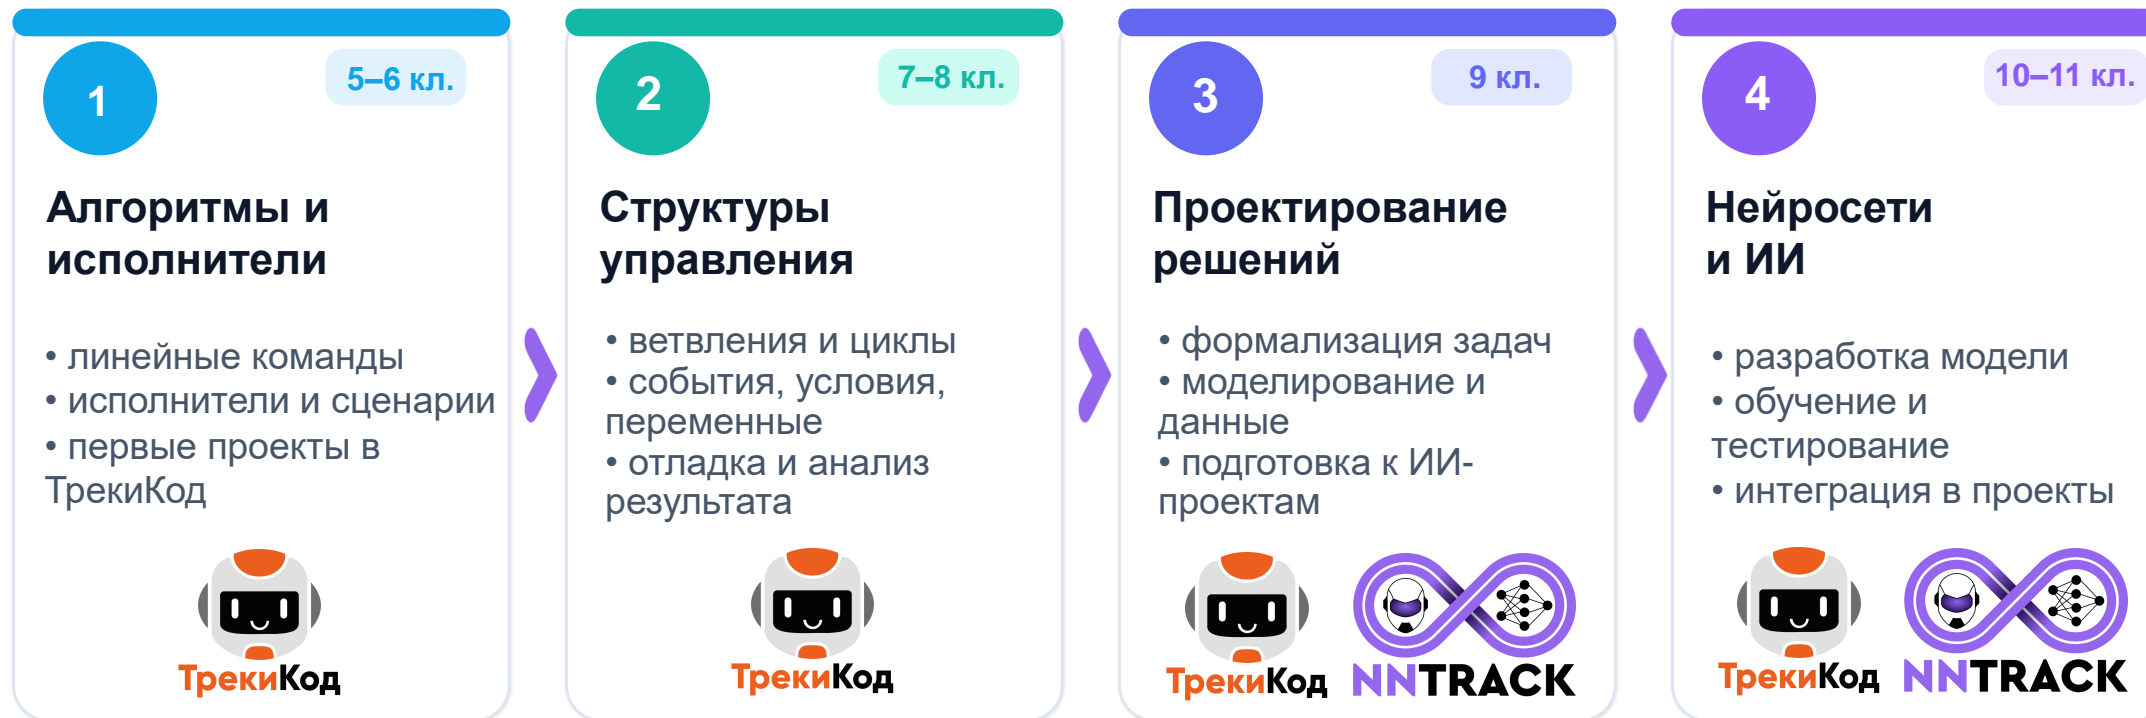 1
5–6 кл.
Алгоритмы и
исполнители
• линейные команды
• исполнители и сценарии
• первые проекты в
ТрекиКод
ТрекиКод
2
7–8 кл.
Структуры
управления
• ветвления и циклы
• события, условия,
переменные
• отладка и анализ
результата
ТрекиКод
3
9 кл.
Проектирование
решений
• формализация задач
• моделирование и
данные
• подготовка к ИИ-
проектам
ТрекиКод
NNTRACK
4
10–11 кл.
Нейросети
и ИИ
• разработка модели
• обучение и
тестирование
• интеграция в проекты
ТрекиКод
NNTRACK